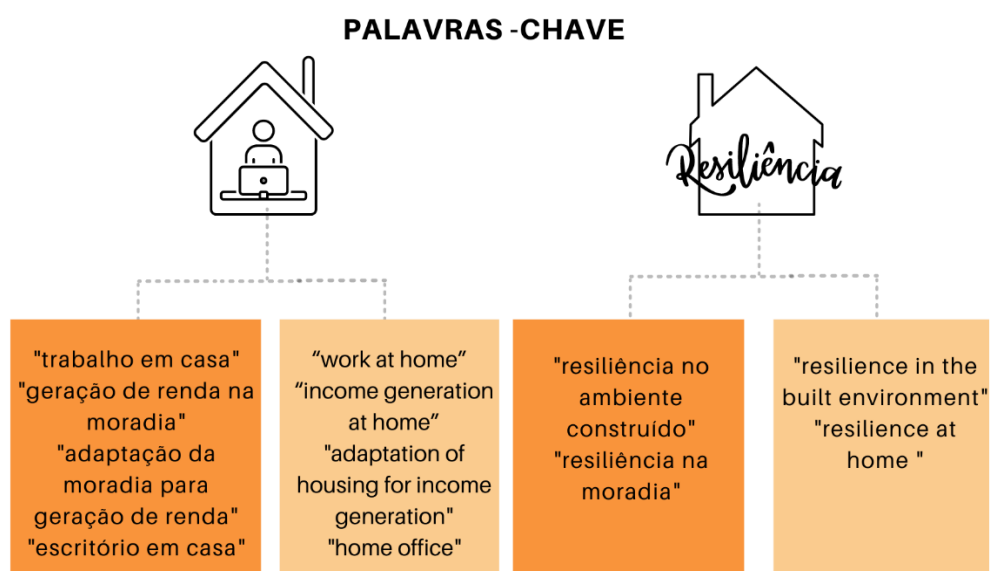 PALAVRAS -CHAVE
Resiliência
"trabalho em casa"
"geração de renda na
moradia"
"adaptação da
moradia para
geração de renda"
"escritório em casa"
“work at home”
“income generation
at home”
"adaptation of
housing for income
generation"
"home office"
"resiliência no
ambiente
construído"
"resiliência na
moradia"
"resilience in the
built environment"
"resilience at
home "